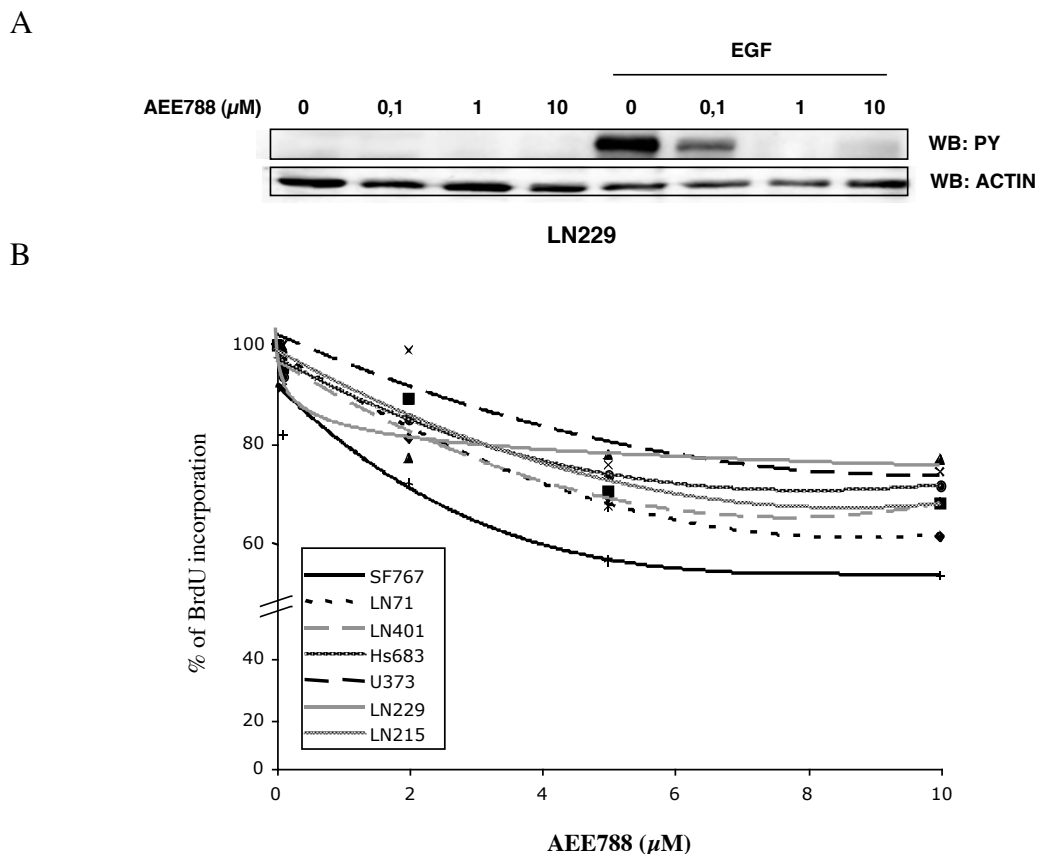 A
EGF
AEE788 (µM) 0 0,1 1 10 0 0,1 1 10
WB: PY
WB: ACTIN
LN229
B
% of BrdU incorporation
100
80
60
40
20
0
SF767
LN71
LN401
Hs683
U373
LN229
LN215
0 2 4 6 8 10
AEE788 (µM)